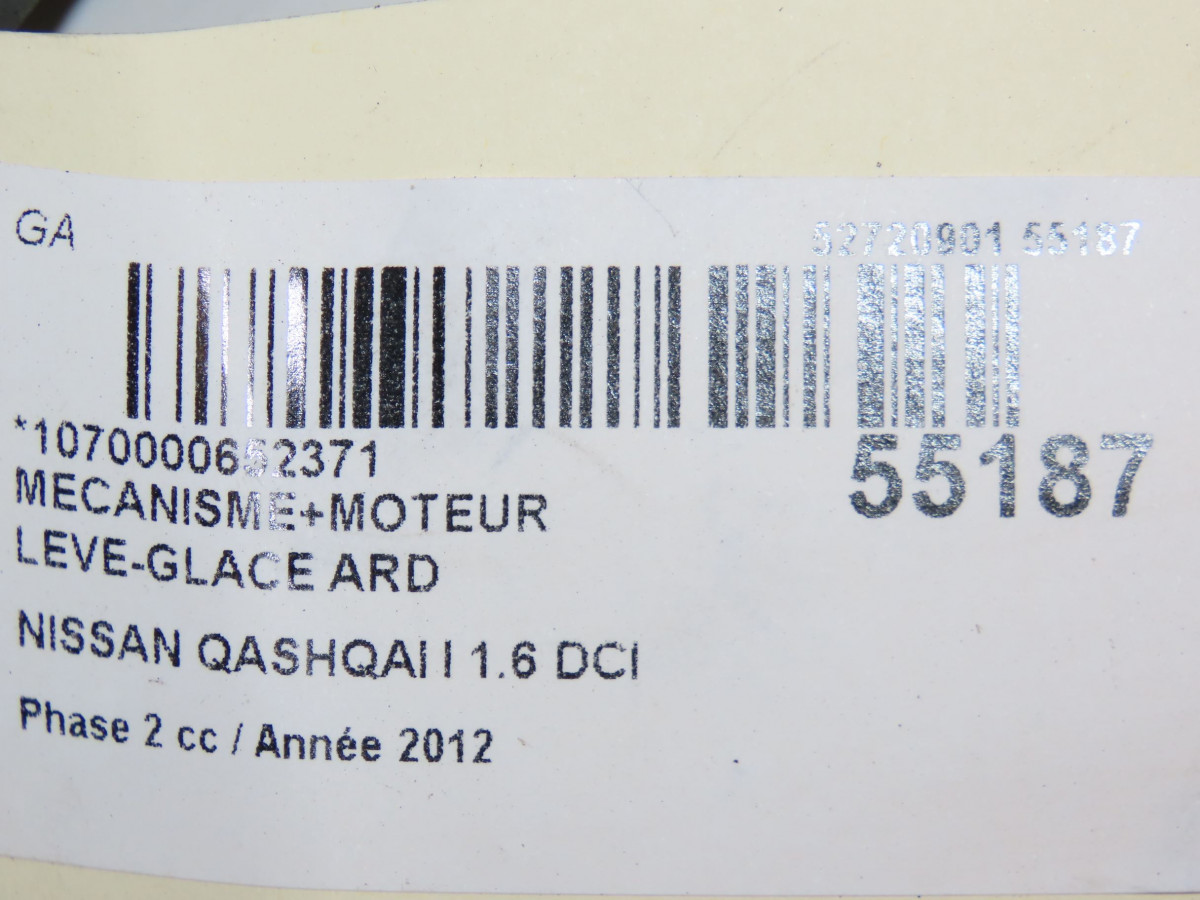 GA
52720901 55187
*1070000652371
55187
MECANISME+MOTEUR
LEVE-GLACE ARD
NISSAN QASHQAI I 1.6 DCI
Phase 2 cc / Année 2012